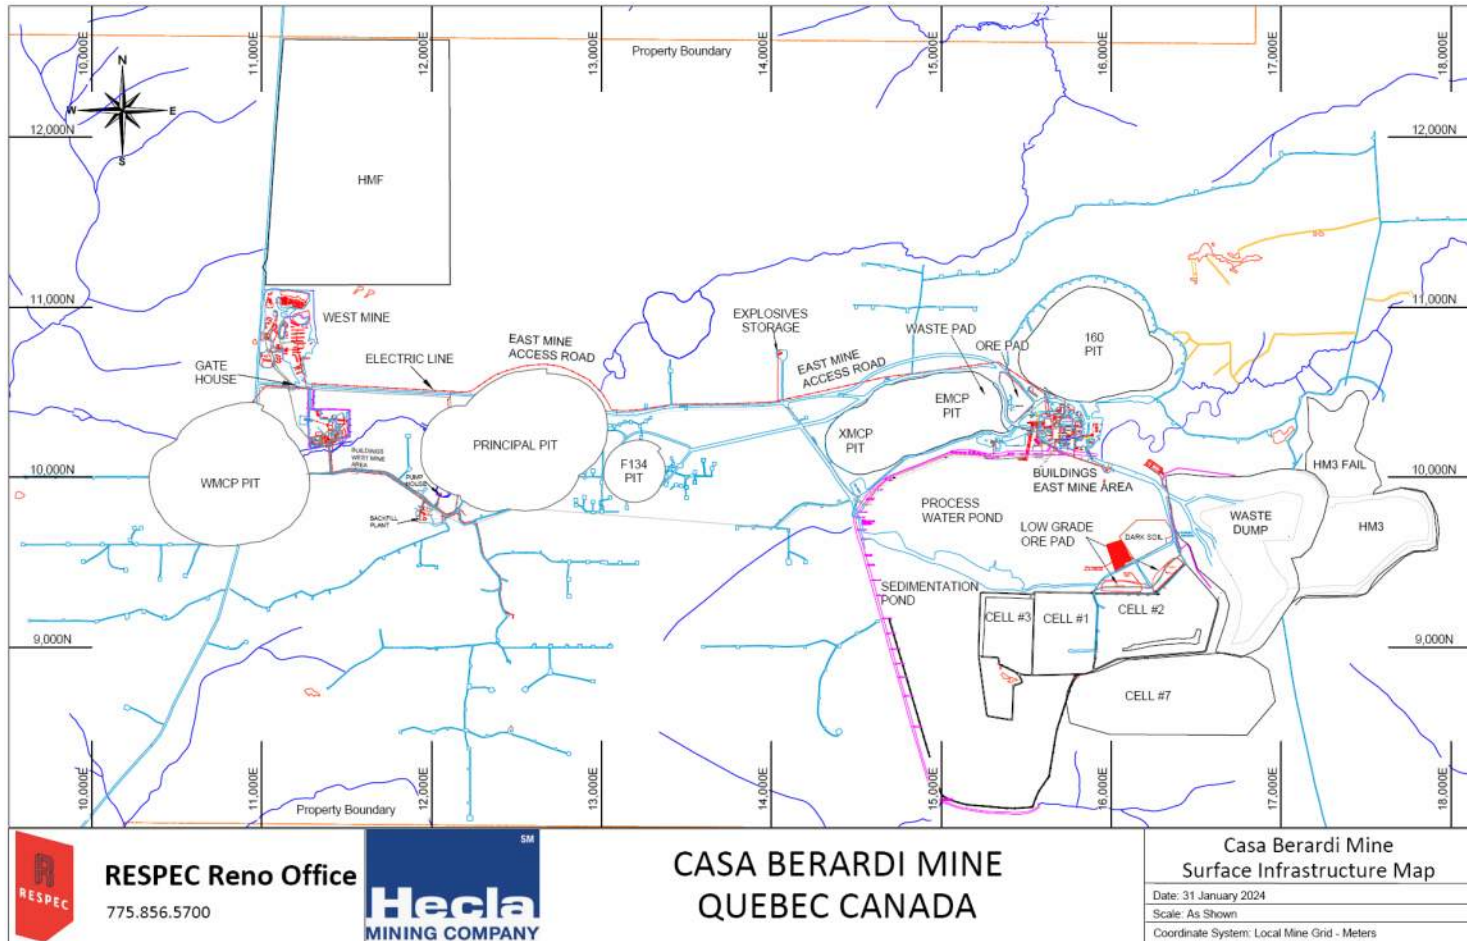 10,000E
11,000E
12,000E
13,000E
14,000E
15,000E
16,000E
17,000E
18,000E
Property Boundary
N
W
E
S
12,000N
12,000N
HMF
11,000N
11,000N
WEST MINE
GATE
HOUSE
ELECTRIC LINE
EAST MINE
ACCESS ROAD
EXPLOSIVES
STORAGE
EAST MINE
ACCESS ROAD
WASTE PAD
ORE PAD
160
PIT
EMCP
PIT
XMCP
PIT
PRINCIPAL PIT
F134
PIT
BUILDINGS
WEST MINE
AREA
WMCP PIT
PUMP
HOUSE
BACKFILL
PLANT
10,000N
10,000N
BUILDINGS
EAST MINE AREA
PROCESS
WATER POND
LOW GRADE
ORE PAD
DARK SOIL
WASTE
DUMP
HM3 FAIL
HM3
SEDIMENTATION
POND
CELL #3
CELL #1
CELL #2
CELL #7
9,000N
9,000N
10,000E
11,000E
12,000E
13,000E
14,000E
15,000E
16,000E
17,000E
18,000E
Property Boundary
RESPEC
RESPEC Reno Office
775.856.5700
SM
Hecla
MINING COMPANY
CASA BERARDI MINE
QUEBEC CANADA
Casa Berardi Mine
Surface Infrastructure Map
Date: 31 January 2024
Scale: As Shown
Coordinate System: Local Mine Grid - Meters